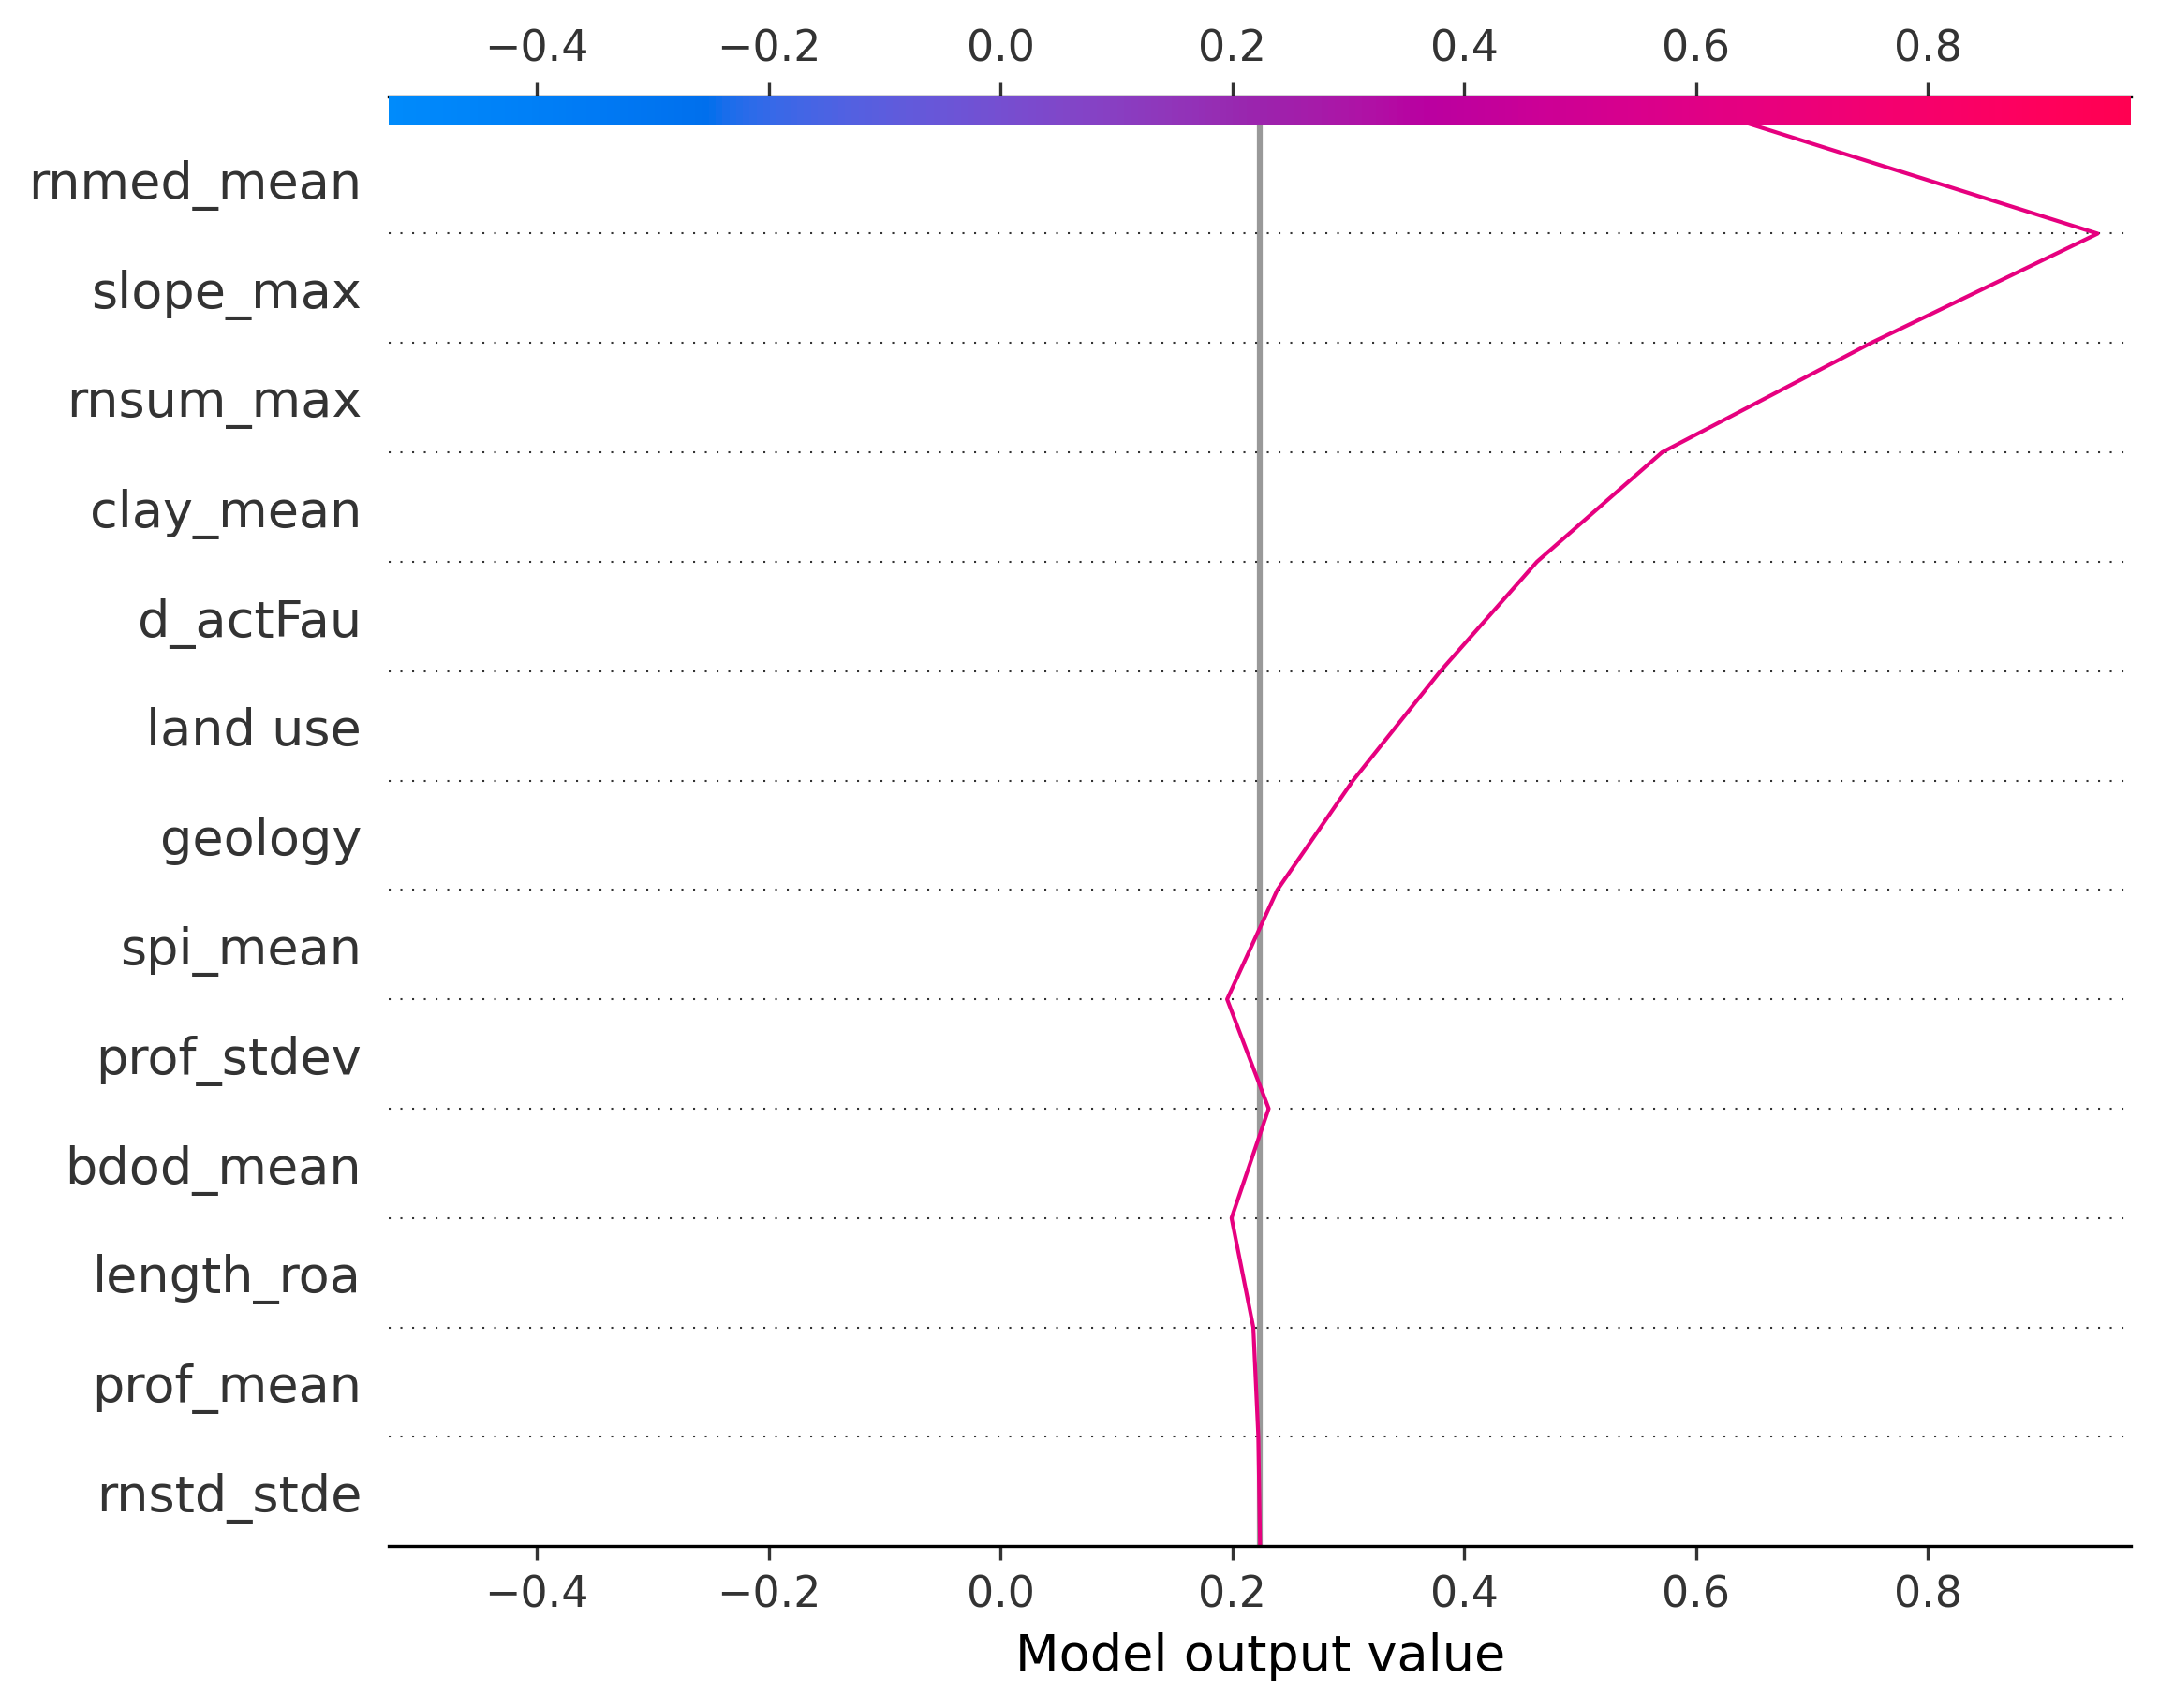 −0.4 −0.2 0.0 0.2 0.4 0.6 0.8
rnmed_mean
slope_max
rnsum_max
clay_mean
d_actFau
land use
geology
spi_mean
prof_stdev
bdod_mean
length_roa
prof_mean
rnstd_stde
−0.4 −0.2 0.0 0.2 0.4 0.6 0.8
Model output value